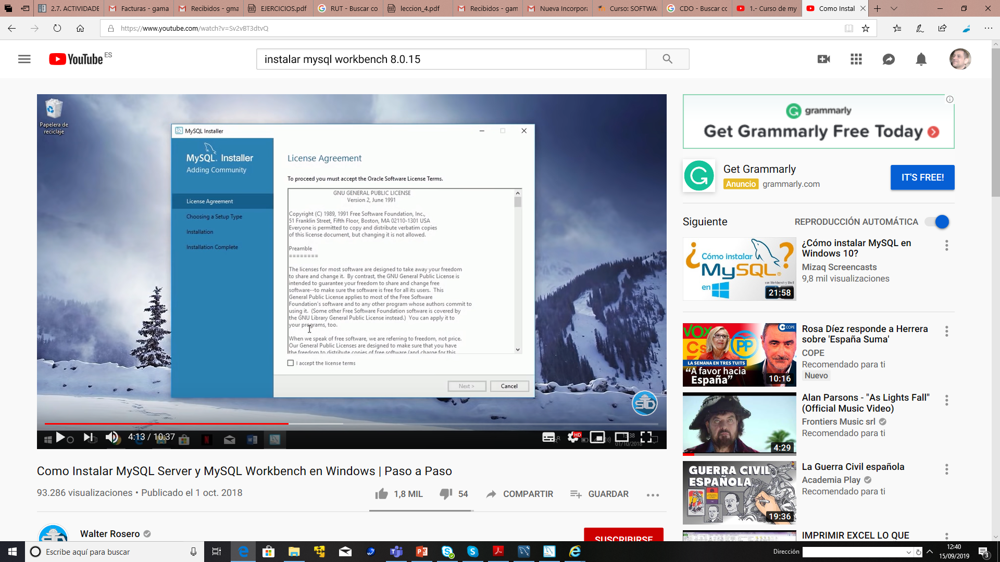 2.7. ACTIVIDADE
Facturas - gama
Recibidos - gma
EJERCICIOS.pdf
RUT - Buscar co
leccion_4.pdf
Recibidos - gam
Nueva Incorpor
Curso: SOFTWA
CDO - Buscar cc
1.- Curso de my
Como Instal
https://www.youtube.com/watch?v=Sv2vBT3dtvQ
YouTube ES
instalar mysql workbench 8.0.15
Papelera de
reciclaje
MySQL Installer
MySQL. Installer
Adding Community
License Agreement
Choosing a Setup Type
Installation
Installation Complete
License Agreement
To proceed you must accept the Oracle Software License Terms.
GNU GENERAL PUBLIC LICENSE
Version 2, June 1991
Copyright (C) 1989, 1991 Free Software Foundation, Inc.,
51 Franklin Street, Fifth Floor, Boston, MA 02110-1301 USA
Everyone is permitted to copy and distribute verbatim copies
of this license document, but changing it is not allowed.
Preamble
========
The licenses for most software are designed to take away your freedom
to share and change it. By contrast, the GNU General Public License is
intended to guarantee your freedom to share and change free
software--to make sure the software is free for all its users. This
General Public License applies to most of the Free Software
Foundation's software and to any other program whose authors commit to
using it. (Some other Free Software Foundation software is covered by
the GNU Library General Public License instead.) You can apply it to
your programs, too.
When we speak of free software, we are referring to freedom, not price.
Our General Public Licenses are designed to make sure that you have
the freedom to distribute copies of free software (and charge for this
I accept the license terms
Next >
Cancel
SD
4:13 / 10:37
HD
:38
01/10/2018
Como Instalar MySQL Server y MySQL Workbench en Windows | Paso a Paso
93.286 visualizaciones • Publicado el 1 oct. 2018
1,8 MIL
54
COMPARTIR
GUARDAR
Walter Rosero
SUSCRIBIRSE
grammarly
Get Grammarly Free Today
Get Grammarly
Anuncio grammarly.com
IT'S FREE!
Siguiente
REPRODUCCIÓN AUTOMÁTICA
¿Cómo instalar
MySQL?
con Workbench y Shell
en
21:58
¿Cómo instalar MySQL en
Windows 10?
Mizaq Screencasts
9,8 mil visualizaciones
VOX
COPE
Cs
PP
LA SEMANA EN TRES TUITS
“A favor hacia
España”
10:16
Rosa Díez responde a Herrera
sobre 'España Suma'
COPE
Recomendado para ti
Nuevo
4:29
Alan Parsons - "As Lights Fall"
(Official Music Video)
Frontiers Music srl
Recomendado para ti
GUERRA CIVIL
ESPAÑOLA
19:36
La Guerra Civil española
Academia Play
Recomendado para ti
IMPRIMIR EXCEL LO QUE
Escribe aquí para buscar
Dirección
12:40
15/09/2019
3